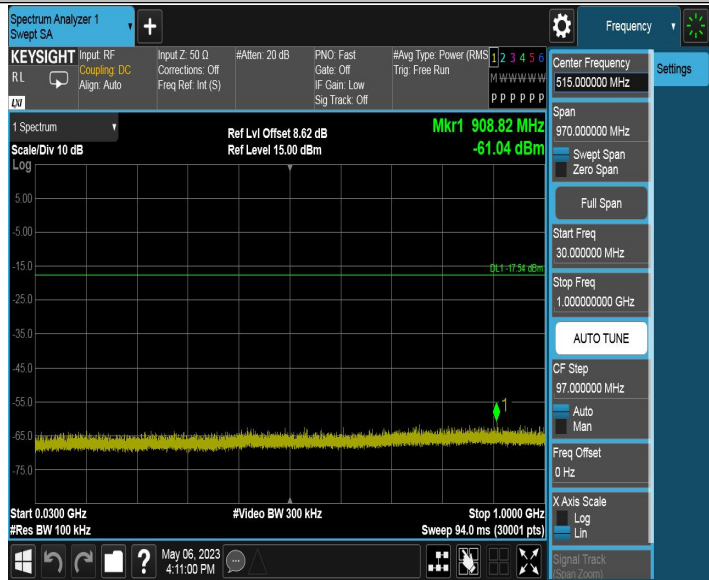 Spectrum Analyzer 1
Swept SA
+
Frequency
KEYSIGHT
RL
LXI
Input: RF
Coupling: DC
Align: Auto
Input Z: 50 Ω
Corrections: Off
Freq Ref: Int (S)
#Atten: 20 dB
PNO: Fast
Gate: Off
IF Gain: Low
Sig Track: Off
#Avg Type: Power (RMS
Trig: Free Run
1 2 3 4 5 6
M W W W W W
P P P P P P
1 Spectrum
Scale/Div 10 dB
Log
Ref Lvl Offset 8.62 dB
Ref Level 15.00 dBm
Mkr1 908.82 MHz
-61.04 dBm
5.00
-5.00
-15.0
DL1 -17.54 dBm
-25.0
-35.0
-45.0
-55.0
1
-65.0
-75.0
Start 0.0300 GHz
#Res BW 100 kHz
#Video BW 300 kHz
Stop 1.0000 GHz
Sweep 94.0 ms (30001 pts)
Center Frequency
515.000000 MHz
Settings
Span
970.000000 MHz
Swept Span
Zero Span
Full Span
Start Freq
30.000000 MHz
Stop Freq
1.000000000 GHz
AUTO TUNE
CF Step
97.000000 MHz
Auto
Man
Freq Offset
0 Hz
X Axis Scale
Log
Lin
Signal Track
(Span Zoom)
?
May 06, 2023
4:11:00 PM